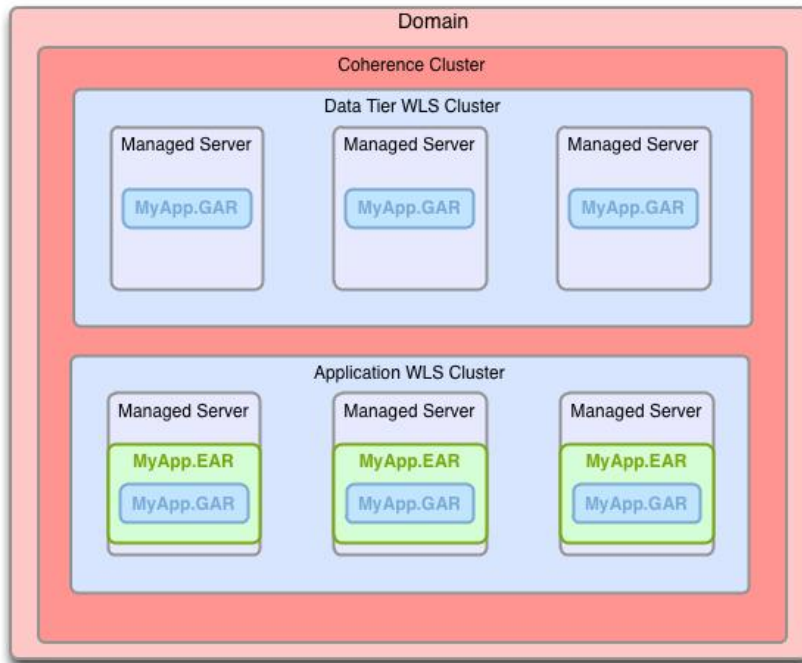 Domain
Coherence Cluster
Data Tier WLS Cluster
Managed Server Managed Server Managed Server
MyApp.GAR MyApp.GAR MyApp.GAR
Application WLS Cluster
Managed Server Managed Server Managed Server
MyApp.EAR MyApp.EAR MyApp.EAR
MyApp.GAR MyApp.GAR MyApp.GAR